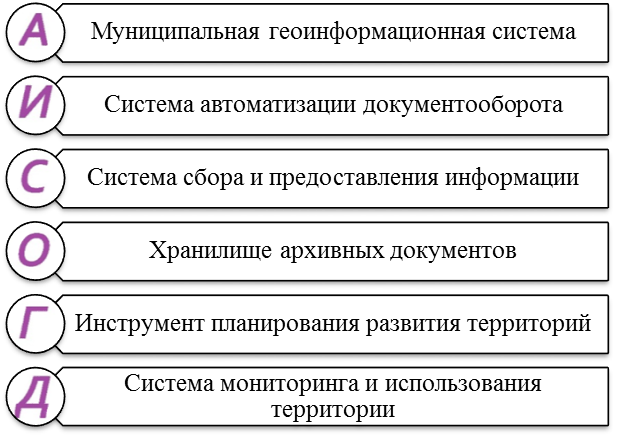 А Муниципальная геоинформационная система
И Система автоматизации документооборота
С Система сбора и предоставления информации
О Хранилище архивных документов
Г Инструмент планирования развития территорий
Д Система мониторинга и использования
территории